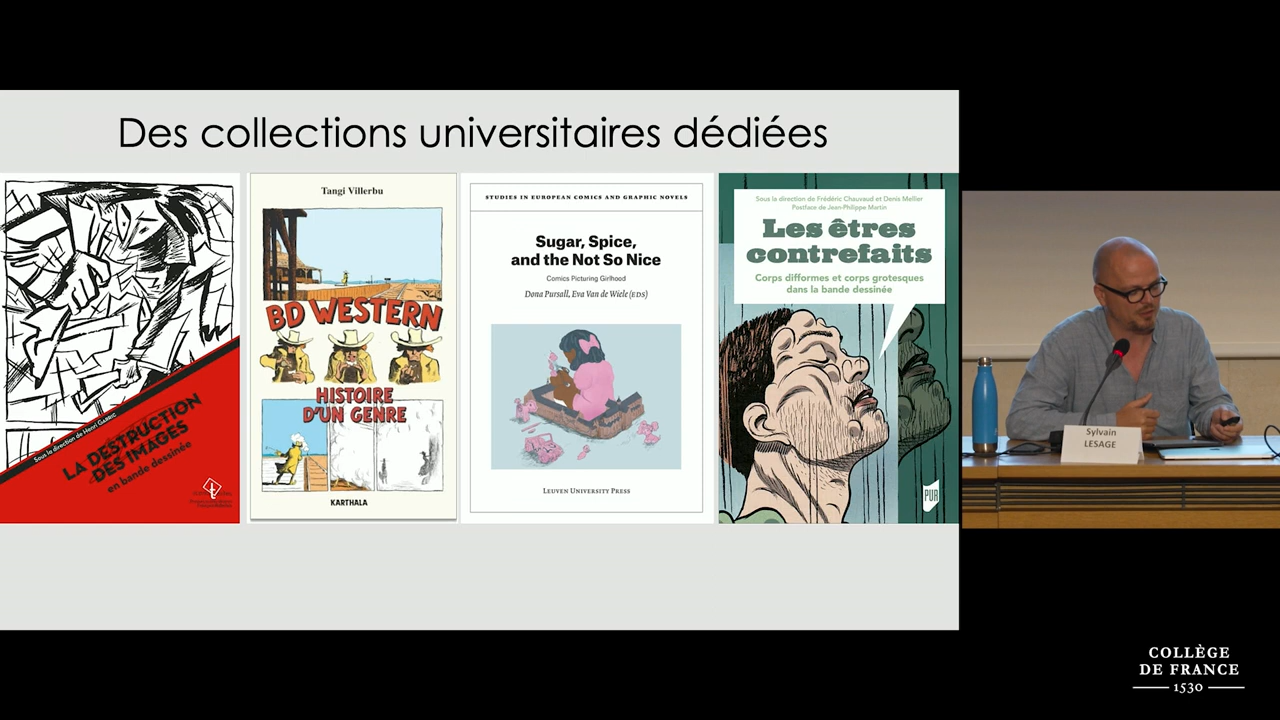 Des collections universitaires dédiées
Sous la direction de Henri GARRIC
LA DESTRUCTION
DES IMAGES
en bande dessinée
Tangi Villerbu
BD WESTERN
HISTOIRE
D'UN GENRE
KARTHALA
STUDIES IN EUROPEAN COMICS AND GRAPHIC NOVELS
Sugar, Spice,
and the Not So Nice
Comics Picturing Girlhood
Dona Pursall, Eva Van de Wiele (EDS)
LEUVEN UNIVERSITY PRESS
Sous la direction de Frédéric Chauvaud et Denis Mellier
Postface de Jean-Philippe Martin
Les êtres
contrefaits
Corps difformes et corps grotesques
dans la bande dessinée
PUR
Sylvain
LESAGE
COLLÈGE
DE FRANCE
1530